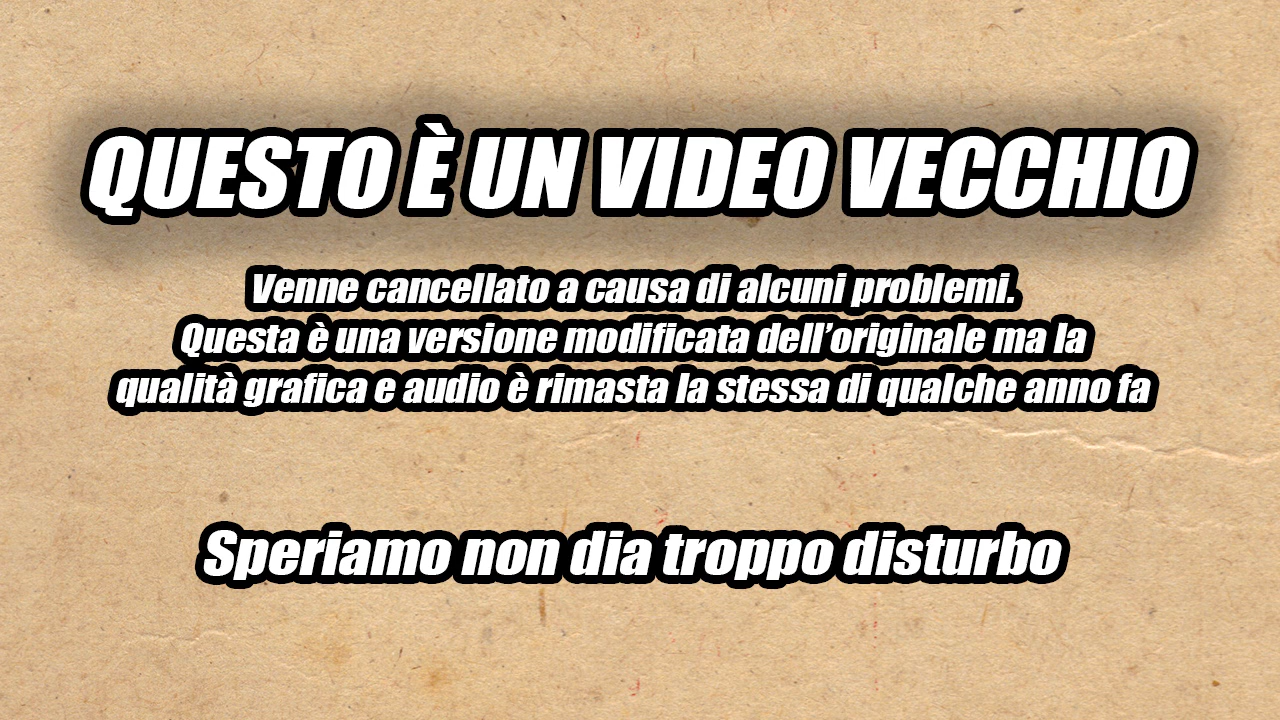 QUESTO È UN VIDEO VECCHIO
Venne cancellato a causa di alcuni problemi.
Questa è una versione modificata dell'originale ma la
qualità grafica e audio è rimasta la stessa di qualche anno fa
Speriamo non dia troppo disturbo